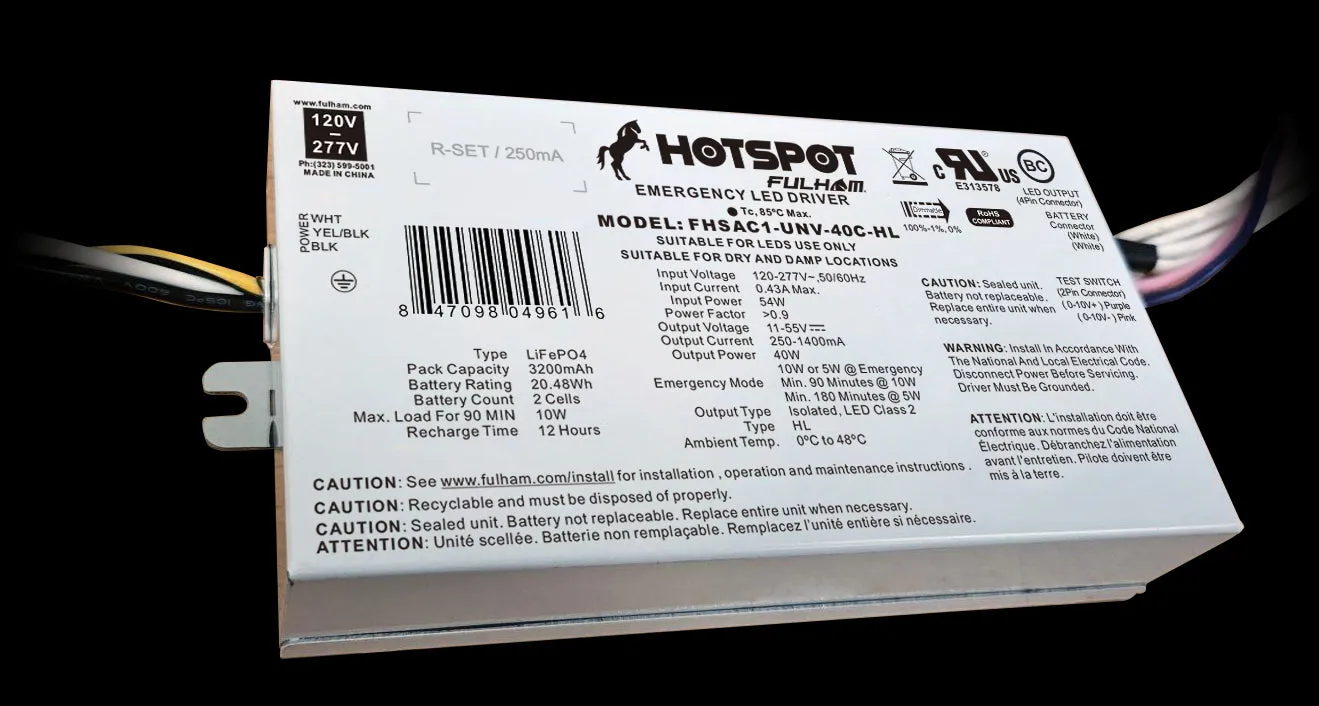 www.fulham.com
120V
–
277V
Ph:(323) 599-5001
MADE IN CHINA
R-SET / 250mA
HOTSPOT
FULHAM
EMERGENCY LED DRIVER
Tc, 85ºC Max.
MODEL: FHSAC1-UNV-40C-HL
SUITABLE FOR LEDS USE ONLY
SUITABLE FOR DRY AND DAMP LOCATIONS
c RU US
E313578
BC
Dimmable
100%-1%, 0%
RoHS
COMPLIANT
LED OUTPUT
(4Pin Connector)
BATTERY
Connector
(White)
(White)
POWER
WHT
YEL/BLK
BLK
8 47098 04961 6
Input Voltage 120-277V~,50/60Hz
Input Current 0.43A Max.
Input Power 54W
Power Factor >0.9
Output Voltage 11-55V
Output Current 250-1400mA
Output Power 40W
10W or 5W @ Emergency
Emergency Mode Min. 90 Minutes @ 10W
Min. 180 Minutes @ 5W
Output Type Isolated, LED Class 2
Type HL
Ambient Temp. 0ºC to 48ºC
CAUTION: Sealed unit.
Battery not replaceable.
Replace entire unit when
necessary.
TEST SWITCH
(2Pin Connector)
( 0-10V+ ) Purple
( 0-10V- ) Pink
WARNING: Install In Accordance With
The National And Local Electrical Code.
Disconnect Power Before Servicing.
Driver Must Be Grounded.
ATTENTION: L'installation doit être
conforme aux normes du Code National
Électrique. Débranchez l'alimentation
avant l'entretien. Pilote doivent être
mis à la terre.
Type LiFePO4
Pack Capacity 3200mAh
Battery Rating 20.48Wh
Battery Count 2 Cells
Max. Load For 90 MIN 10W
Recharge Time 12 Hours
CAUTION: See www.fulham.com/install for installation , operation and maintenance instructions .
CAUTION: Recyclable and must be disposed of properly.
CAUTION: Sealed unit. Battery not replaceable. Replace entire unit when necessary.
ATTENTION: Unité scellée. Batterie non remplaçable. Remplacez l'unité entière si nécessaire.